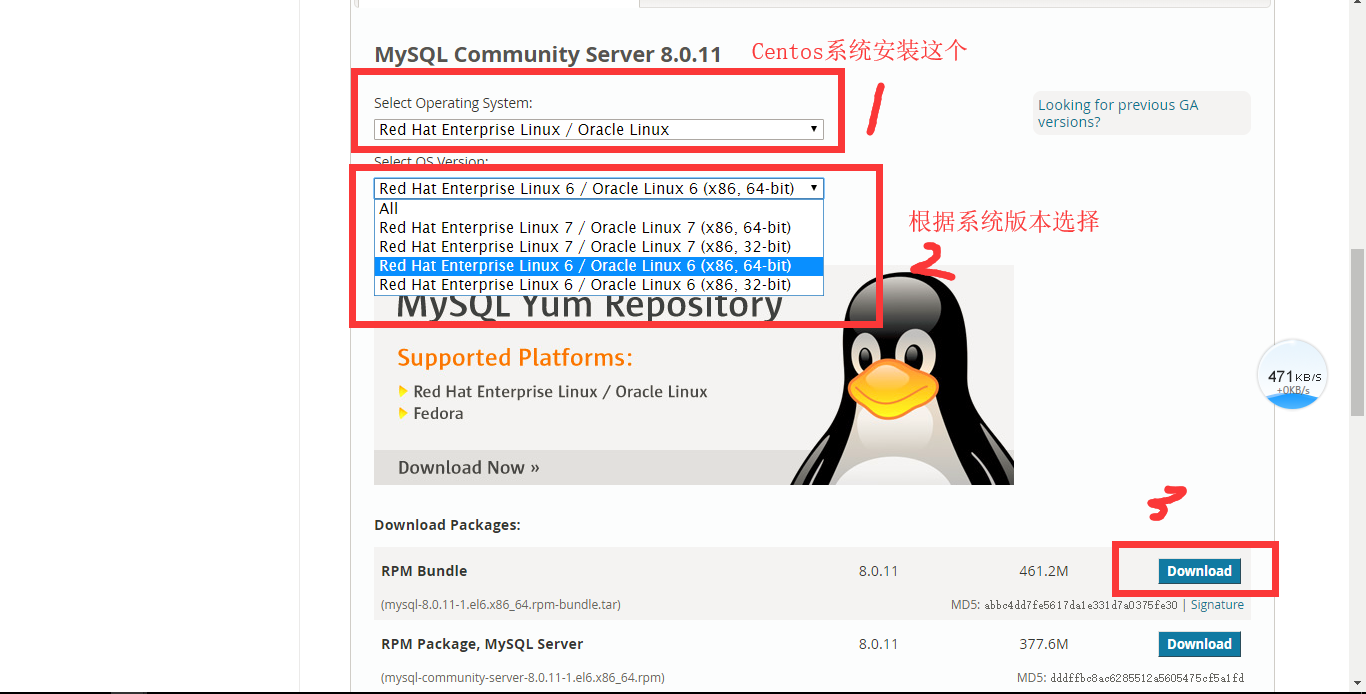 MySQL Community Server 8.0.11
Centos系统安装这个
Select Operating System:
Red Hat Enterprise Linux / Oracle Linux
1
Looking for previous GA
versions?
Select OS Version:
Red Hat Enterprise Linux 6 / Oracle Linux 6 (x86, 64-bit)
All
Red Hat Enterprise Linux 7 / Oracle Linux 7 (x86, 64-bit)
Red Hat Enterprise Linux 7 / Oracle Linux 7 (x86, 32-bit)
Red Hat Enterprise Linux 6 / Oracle Linux 6 (x86, 64-bit)
Red Hat Enterprise Linux 6 / Oracle Linux 6 (x86, 32-bit)
根据系统版本选择
2
MySQL Yum Repository
Supported Platforms:
Red Hat Enterprise Linux / Oracle Linux
Fedora
Download Now »
471KB/S
+0KB/s
3
Download Packages:
RPM Bundle 8.0.11 461.2M Download
(mysql-8.0.11-1.el6.x86_64.rpm-bundle.tar) MD5: abbc4dd7fe5617da1e331d7a0375fe30 | Signature
RPM Package, MySQL Server 8.0.11 377.6M Download
(mysql-community-server-8.0.11-1.el6.x86_64.rpm) MD5: dddffbc8ac6285512a5605475cf5a1fd